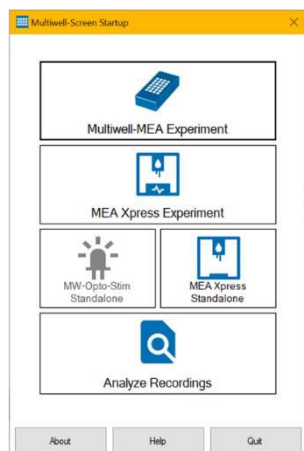 Multiwell-Screen Startup
Multiwell-MEA Experiment
MEA Xpress Experiment
MW-Opto-Stim
Standalone
MEA Xpress
Standalone
Analyze Recordings
About
Help
Quit